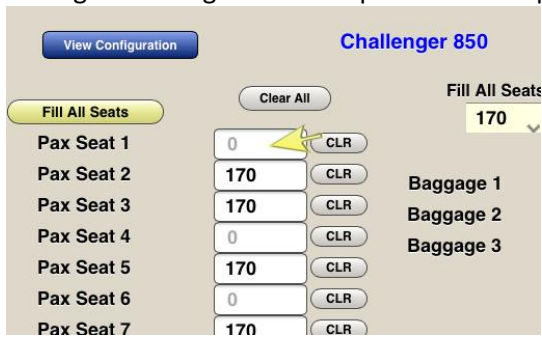 View Configuration Challenger 850
Clear All Fill All Seats
Fill All Seats 170
Pax Seat 1 0 CLR
Pax Seat 2 170 CLR
Baggage 1
Pax Seat 3 170 CLR
Baggage 2
Pax Seat 4 0 CLR
Baggage 3
Pax Seat 5 170 CLR
Pax Seat 6 0 CLR
Pax Seat 7 170 CLR